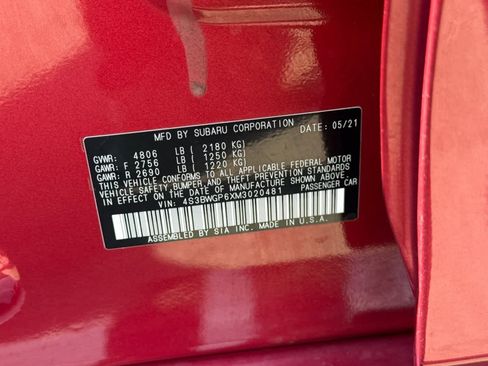 MFD BY SUBARU CORPORATION DATE: 05/21
GVWR: 4806 LB ( 2180 KG)
GAWR: F 2756 LB ( 1250 KG)
GAWR: R 2690 LB ( 1220 KG)
THIS VEHICLE CONFORMS TO ALL APPLICABLE FEDERAL MOTOR
VEHICLE SAFETY, BUMPER, AND THEFT PREVENTION STANDARDS
IN EFFECT ON THE DATE OF MANUFACTURE SHOWN ABOVE.
VIN: 4S3BWGP6XM3020481 PASSENGER CAR
ASSEMBLED BY SIA INC. MADE IN U.S.A.